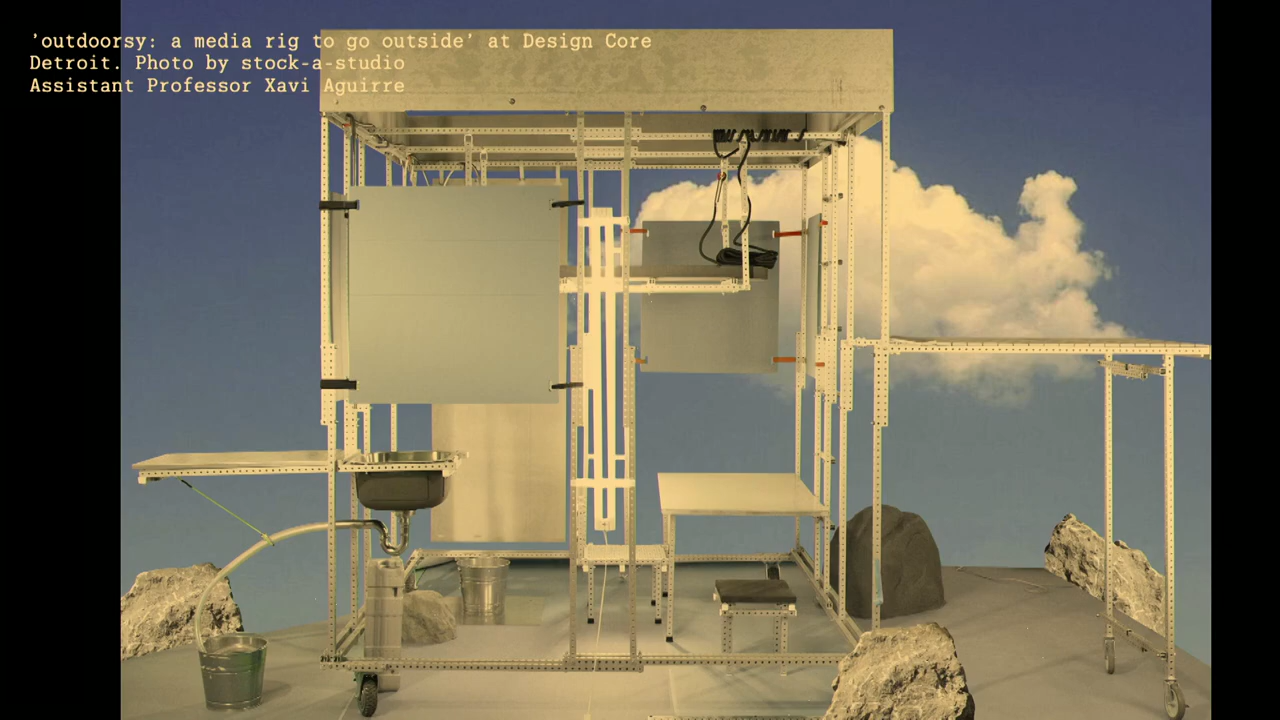 'outdoorsy: a media rig to go outside' at Design Core
Detroit. Photo by stock-a-studio
Assistant Professor Xavi Aguirre